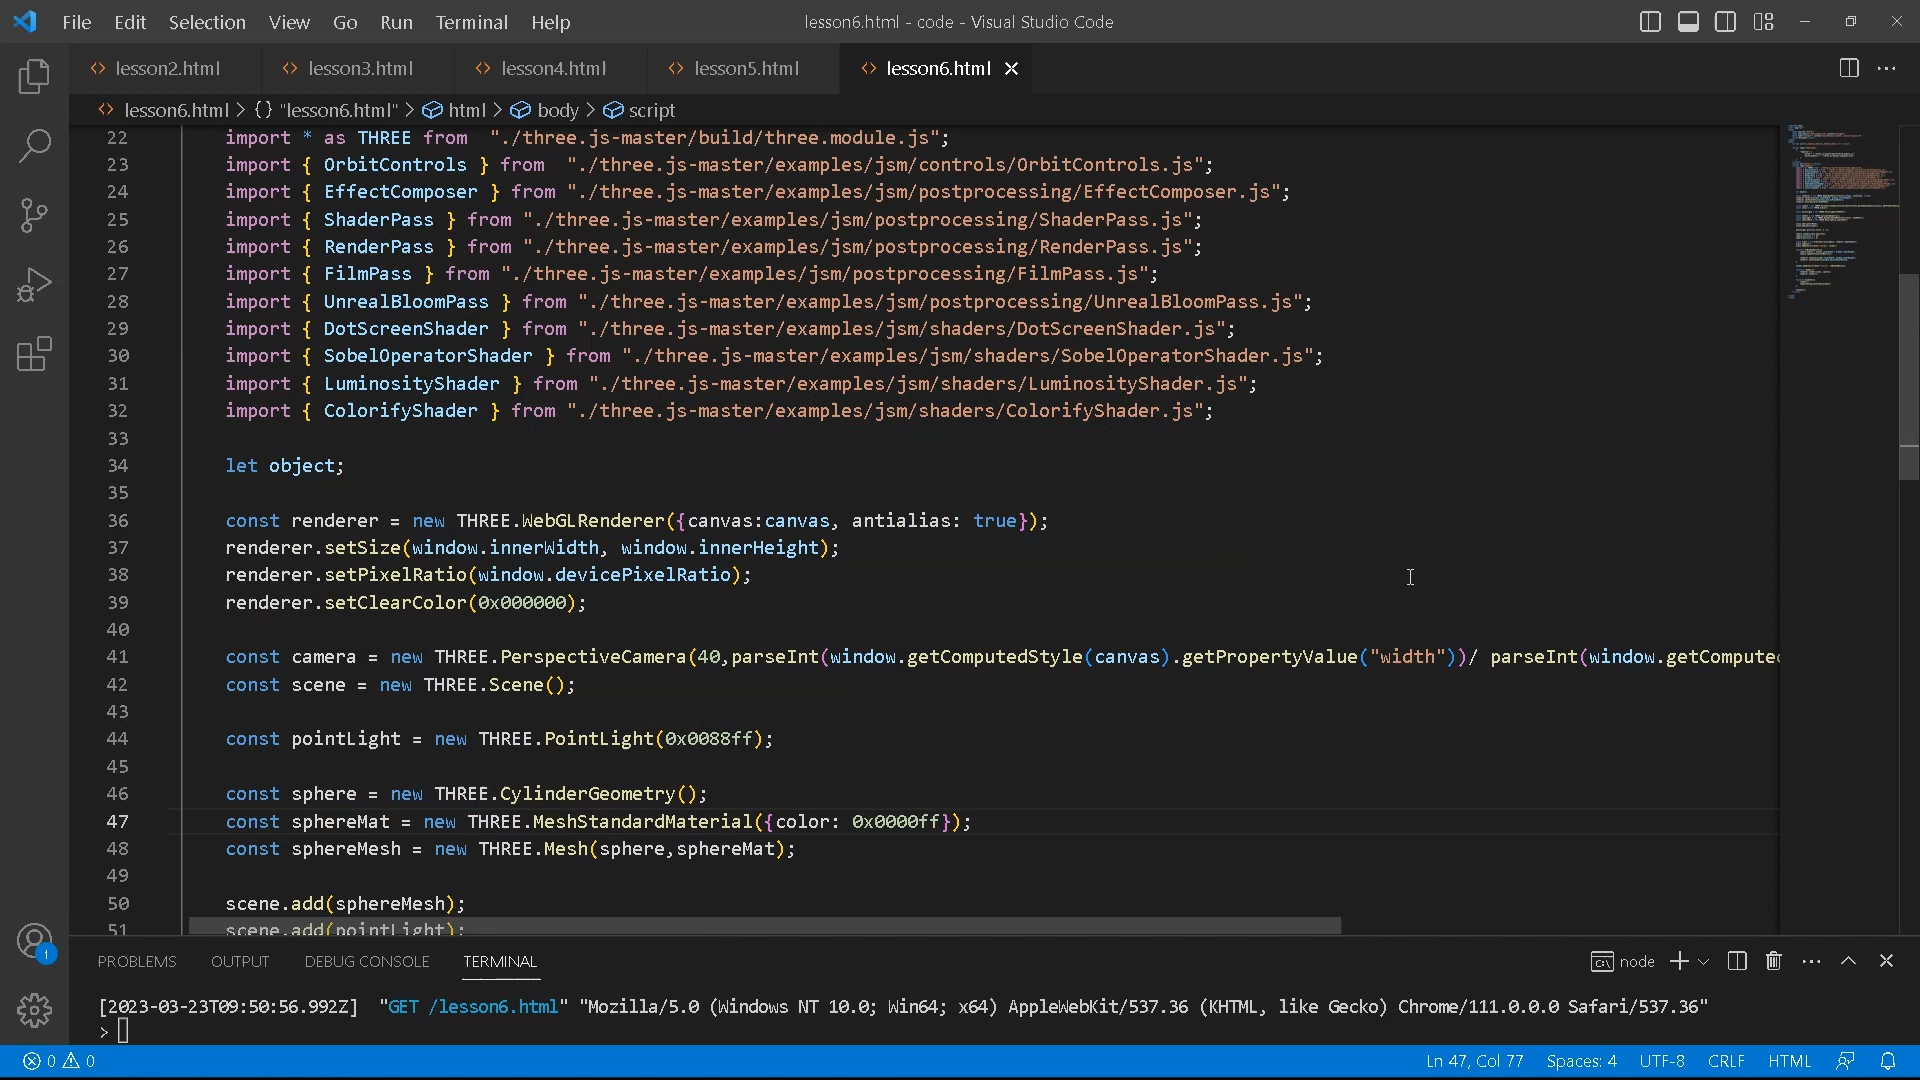 File Edit Selection View Go Run Terminal Help lesson6.html - code - Visual Studio Code
lesson2.html lesson3.html lesson4.html lesson5.html lesson6.html
lesson6.html > {} "lesson6.html" > html > body > script
22 import * as THREE from "./three.js-master/build/three.module.js";
23 import { OrbitControls } from "./three.js-master/examples/jsm/controls/OrbitControls.js";
24 import { EffectComposer } from "./three.js-master/examples/jsm/postprocessing/EffectComposer.js";
25 import { ShaderPass } from "./three.js-master/examples/jsm/postprocessing/ShaderPass.js";
26 import { RenderPass } from "./three.js-master/examples/jsm/postprocessing/RenderPass.js";
27 import { FilmPass } from "./three.js-master/examples/jsm/postprocessing/FilmPass.js";
28 import { UnrealBloomPass } from "./three.js-master/examples/jsm/postprocessing/UnrealBloomPass.js";
29 import { DotScreenShader } from "./three.js-master/examples/jsm/shaders/DotScreenShader.js";
30 import { SobelOperatorShader } from "./three.js-master/examples/jsm/shaders/SobelOperatorShader.js";
31 import { LuminosityShader } from "./three.js-master/examples/jsm/shaders/LuminosityShader.js";
32 import { ColorifyShader } from "./three.js-master/examples/jsm/shaders/ColorifyShader.js";
33
34 let object;
35
36 const renderer = new THREE.WebGLRenderer({canvas:canvas, antialias: true});
37 renderer.setSize(window.innerWidth, window.innerHeight);
38 renderer.setPixelRatio(window.devicePixelRatio);
39 renderer.setClearColor(0x000000);
40
41 const camera = new THREE.PerspectiveCamera(40,parseInt(window.getComputedStyle(canvas).getPropertyValue("width"))/ parseInt(window.getComputed
42 const scene = new THREE.Scene();
43
44 const pointLight = new THREE.PointLight(0x0088ff);
45
46 const sphere = new THREE.CylinderGeometry();
47 const sphereMat = new THREE.MeshStandardMaterial({color: 0x0000ff});
48 const sphereMesh = new THREE.Mesh(sphere,sphereMat);
49
50 scene.add(sphereMesh);
51 scene.add(pointLight);
PROBLEMS OUTPUT DEBUG CONSOLE TERMINAL node
[2023-03-23T09:50:56.992Z] "GET /lesson6.html" "Mozilla/5.0 (Windows NT 10.0; Win64; x64) AppleWebKit/537.36 (KHTML, like Gecko) Chrome/111.0.0.0 Safari/537.36"
>
1
0 0 Ln 47, Col 77 Spaces: 4 UTF-8 CRLF HTML